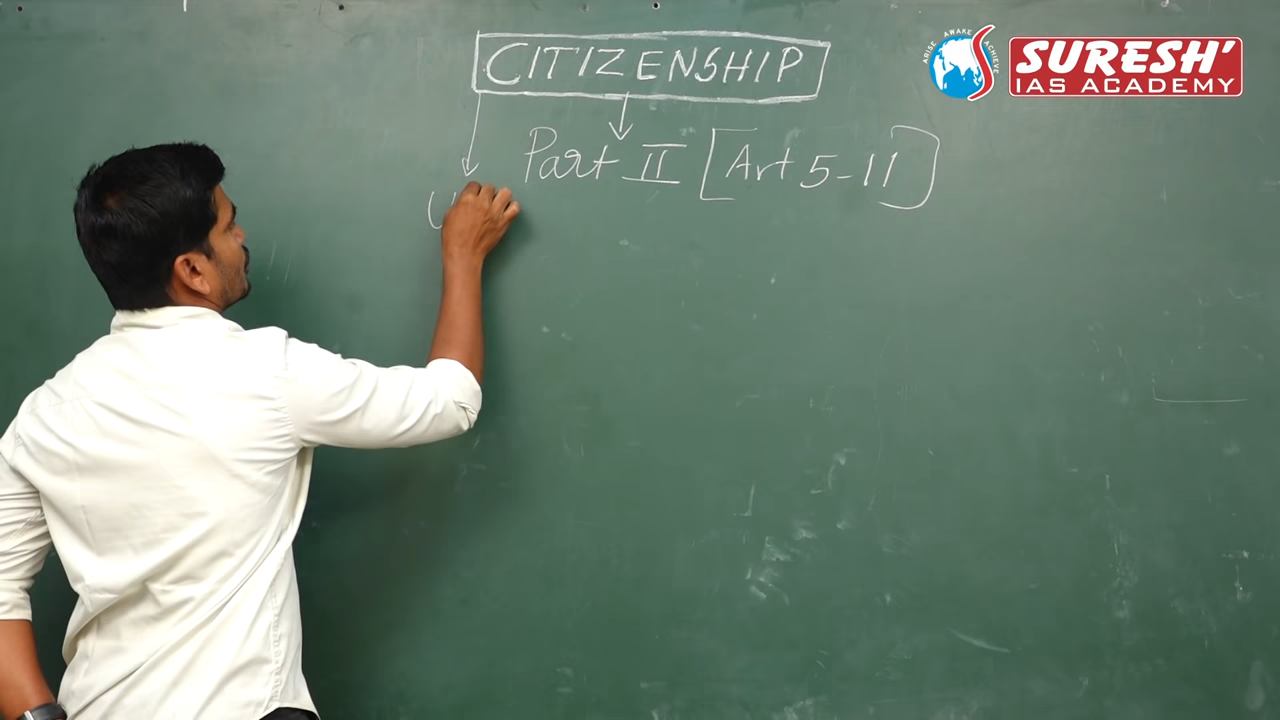 CITIZENSHIP
Part II [Art 5-11]
U
ARISE AWAKE ACHIEVE
SURESH'
IAS ACADEMY